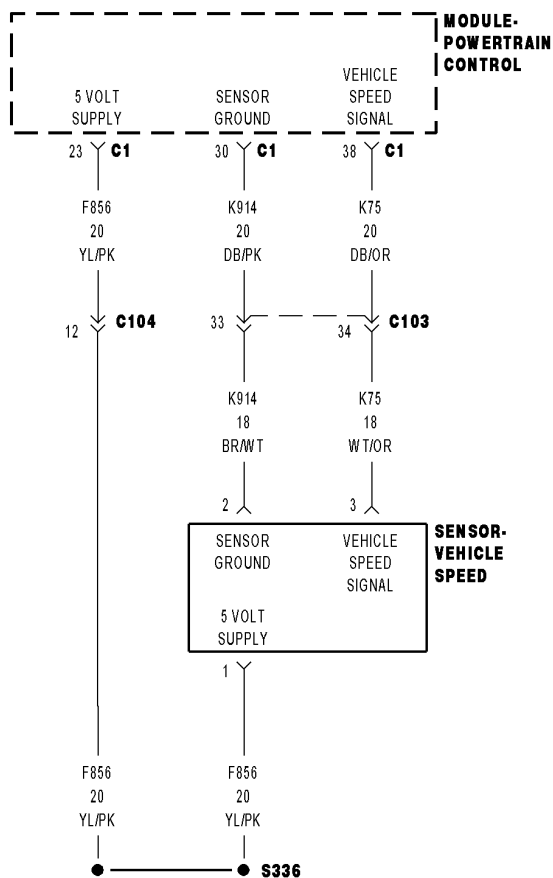 MODULE-
POWERTRAIN
CONTROL
5 VOLT
SUPPLY
SENSOR
GROUND
VEHICLE
SPEED
SIGNAL
23 C1
30 C1
38 C1
F856
20
YL/PK
K914
20
DB/PK
K75
20
DB/OR
12 C104
33
34 C103
K914
18
BR/WT
K75
18
WT/OR
2
3
SENSOR
GROUND
VEHICLE
SPEED
SIGNAL
SENSOR-
VEHICLE
SPEED
5 VOLT
SUPPLY
1
F856
20
YL/PK
F856
20
YL/PK
S336